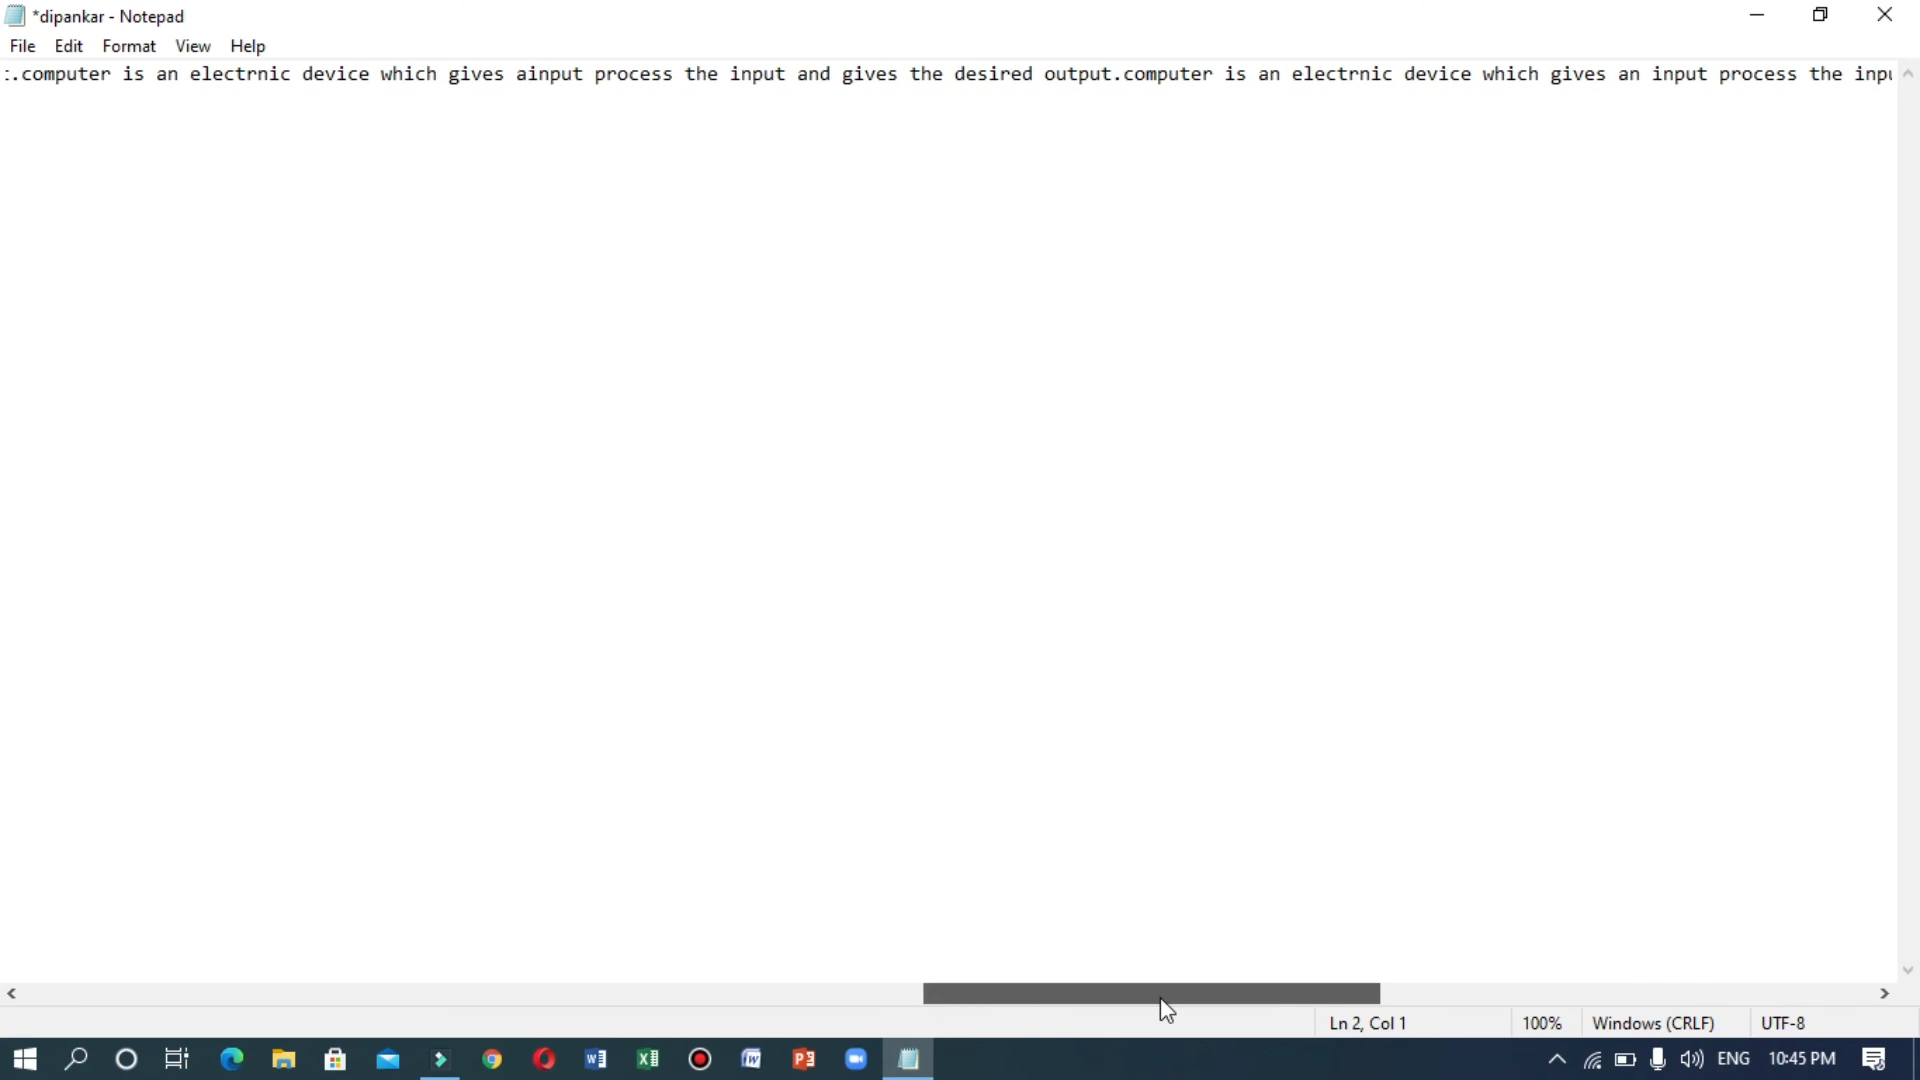 *dipankar - Notepad
File Edit Format View Help
.computer is an electrnic device which gives ainput process the input and gives the desired output.computer is an electrnic device which gives an input process the inpu
Ln 2, Col 1 100% Windows (CRLF) UTF-8
ENG 10:45 PM